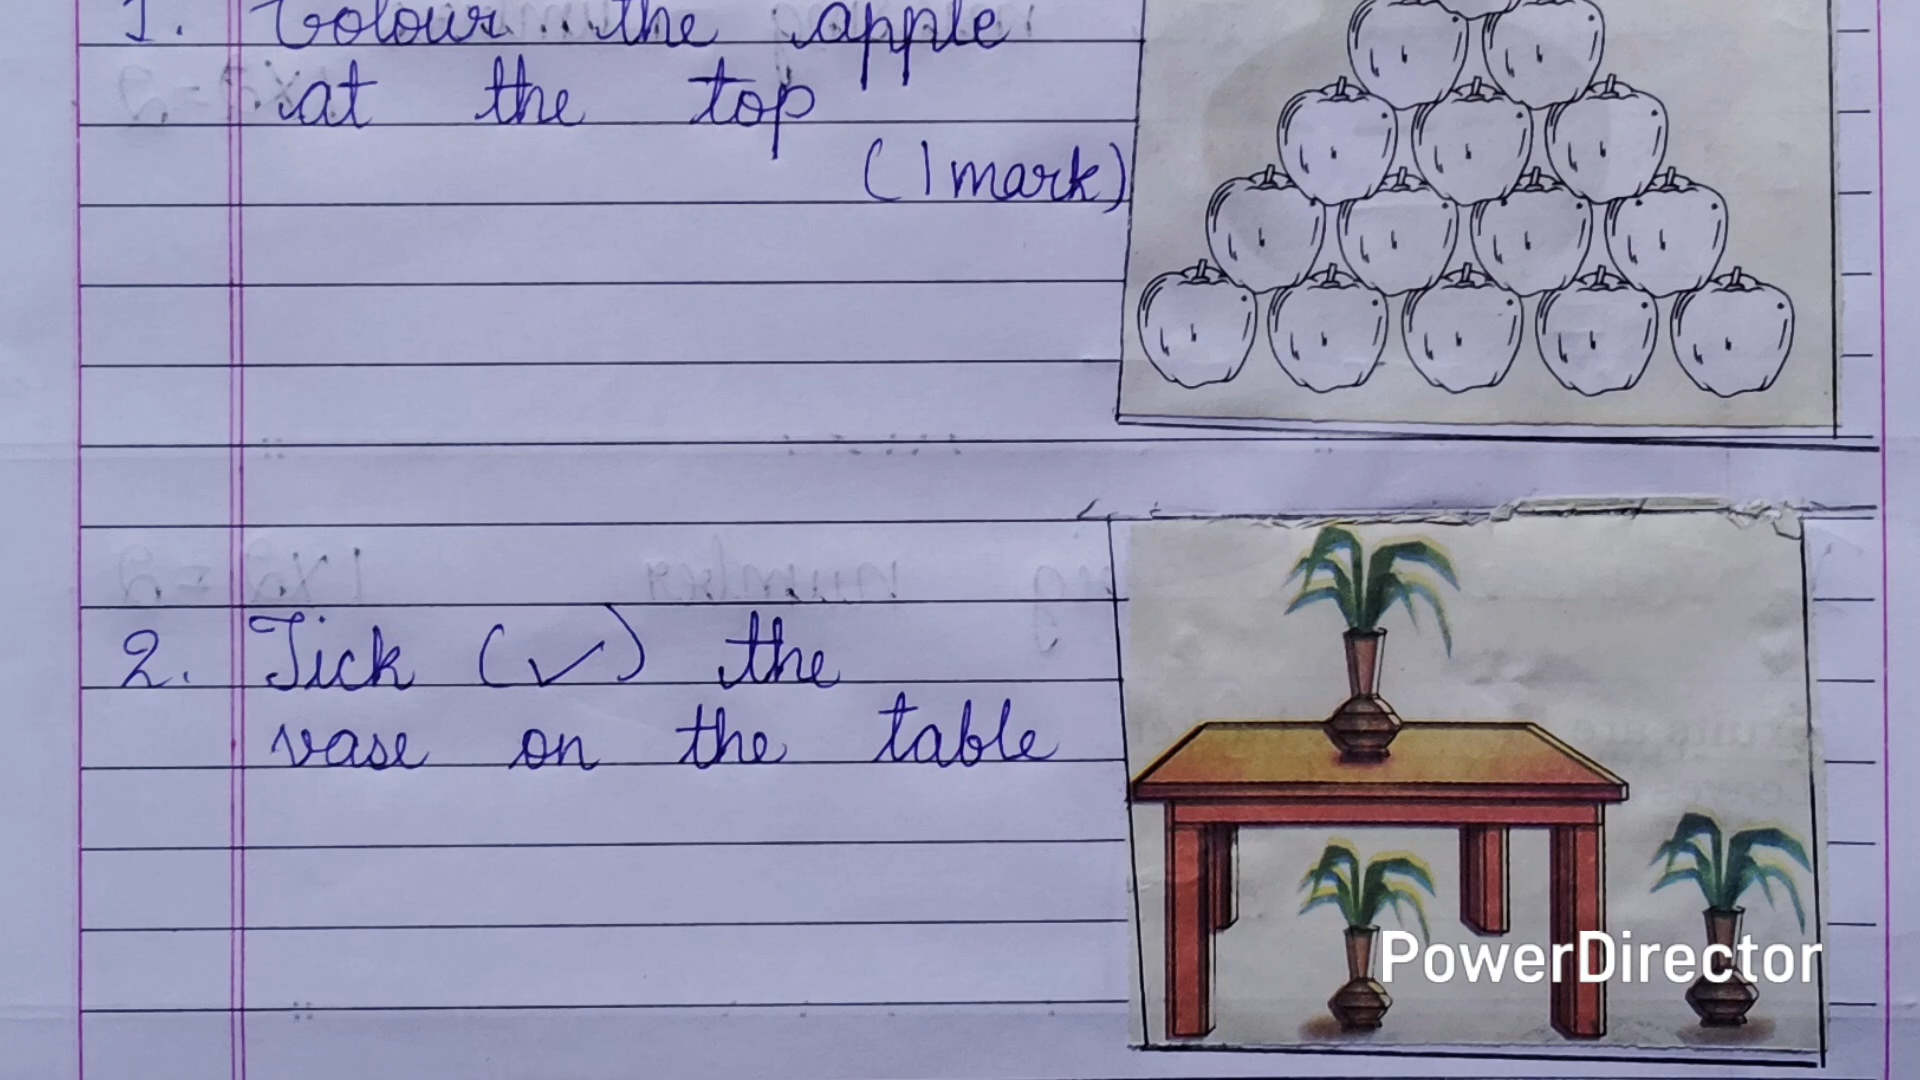 1. Colour the apple
at the top
(1 mark)
2. Tick (✓) the
vase on the table
PowerDirector